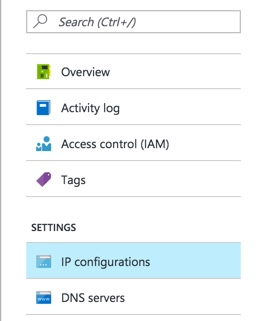 Search (Ctrl+/)
Overview
Activity log
Access control (IAM)
Tags
SETTINGS
IP configurations
DNS servers